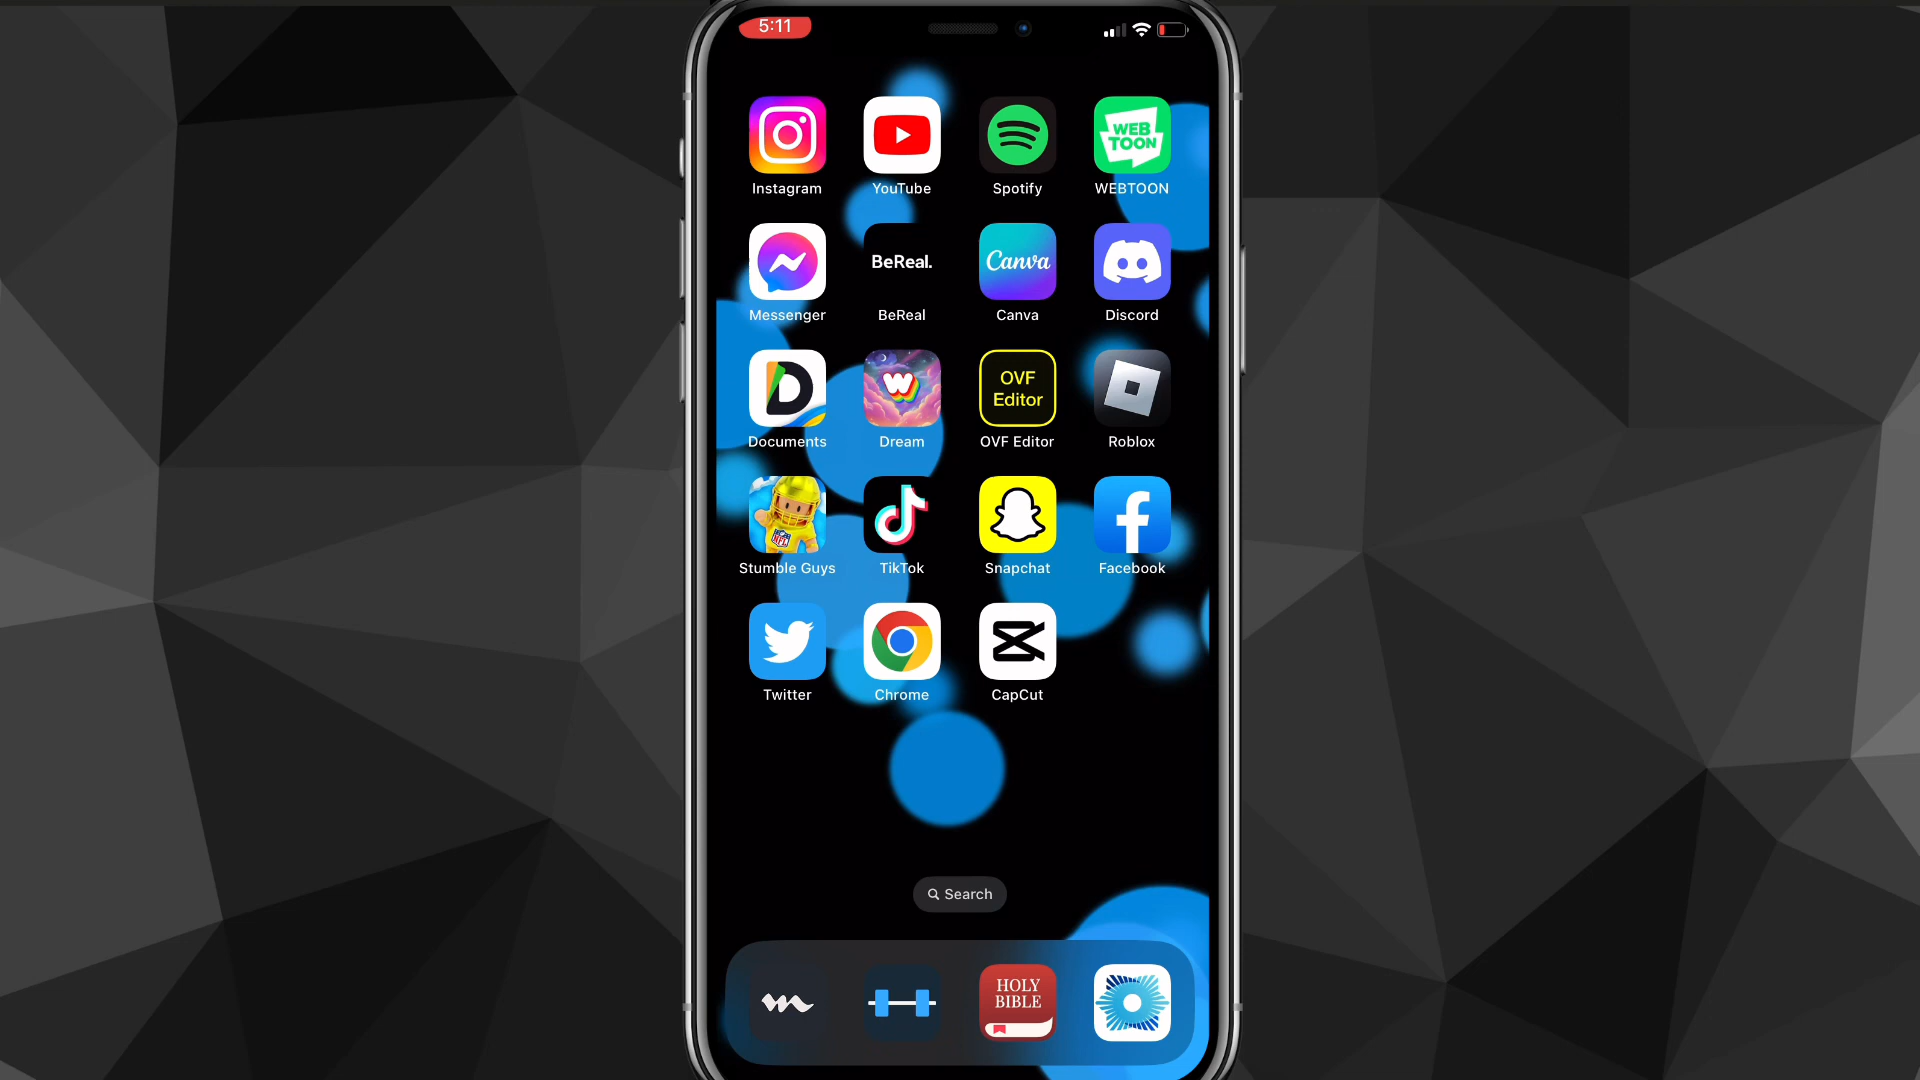 5:11
WEB
TOON
Instagram YouTube Spotify WEBTOON
BeReal. Canva
Messenger BeReal Canva Discord
D W OVF
Editor
Documents Dream OVF Editor Roblox
NFL
Stumble Guys TikTok Snapchat Facebook
Twitter Chrome CapCut
Search
HOLY
BIBLE